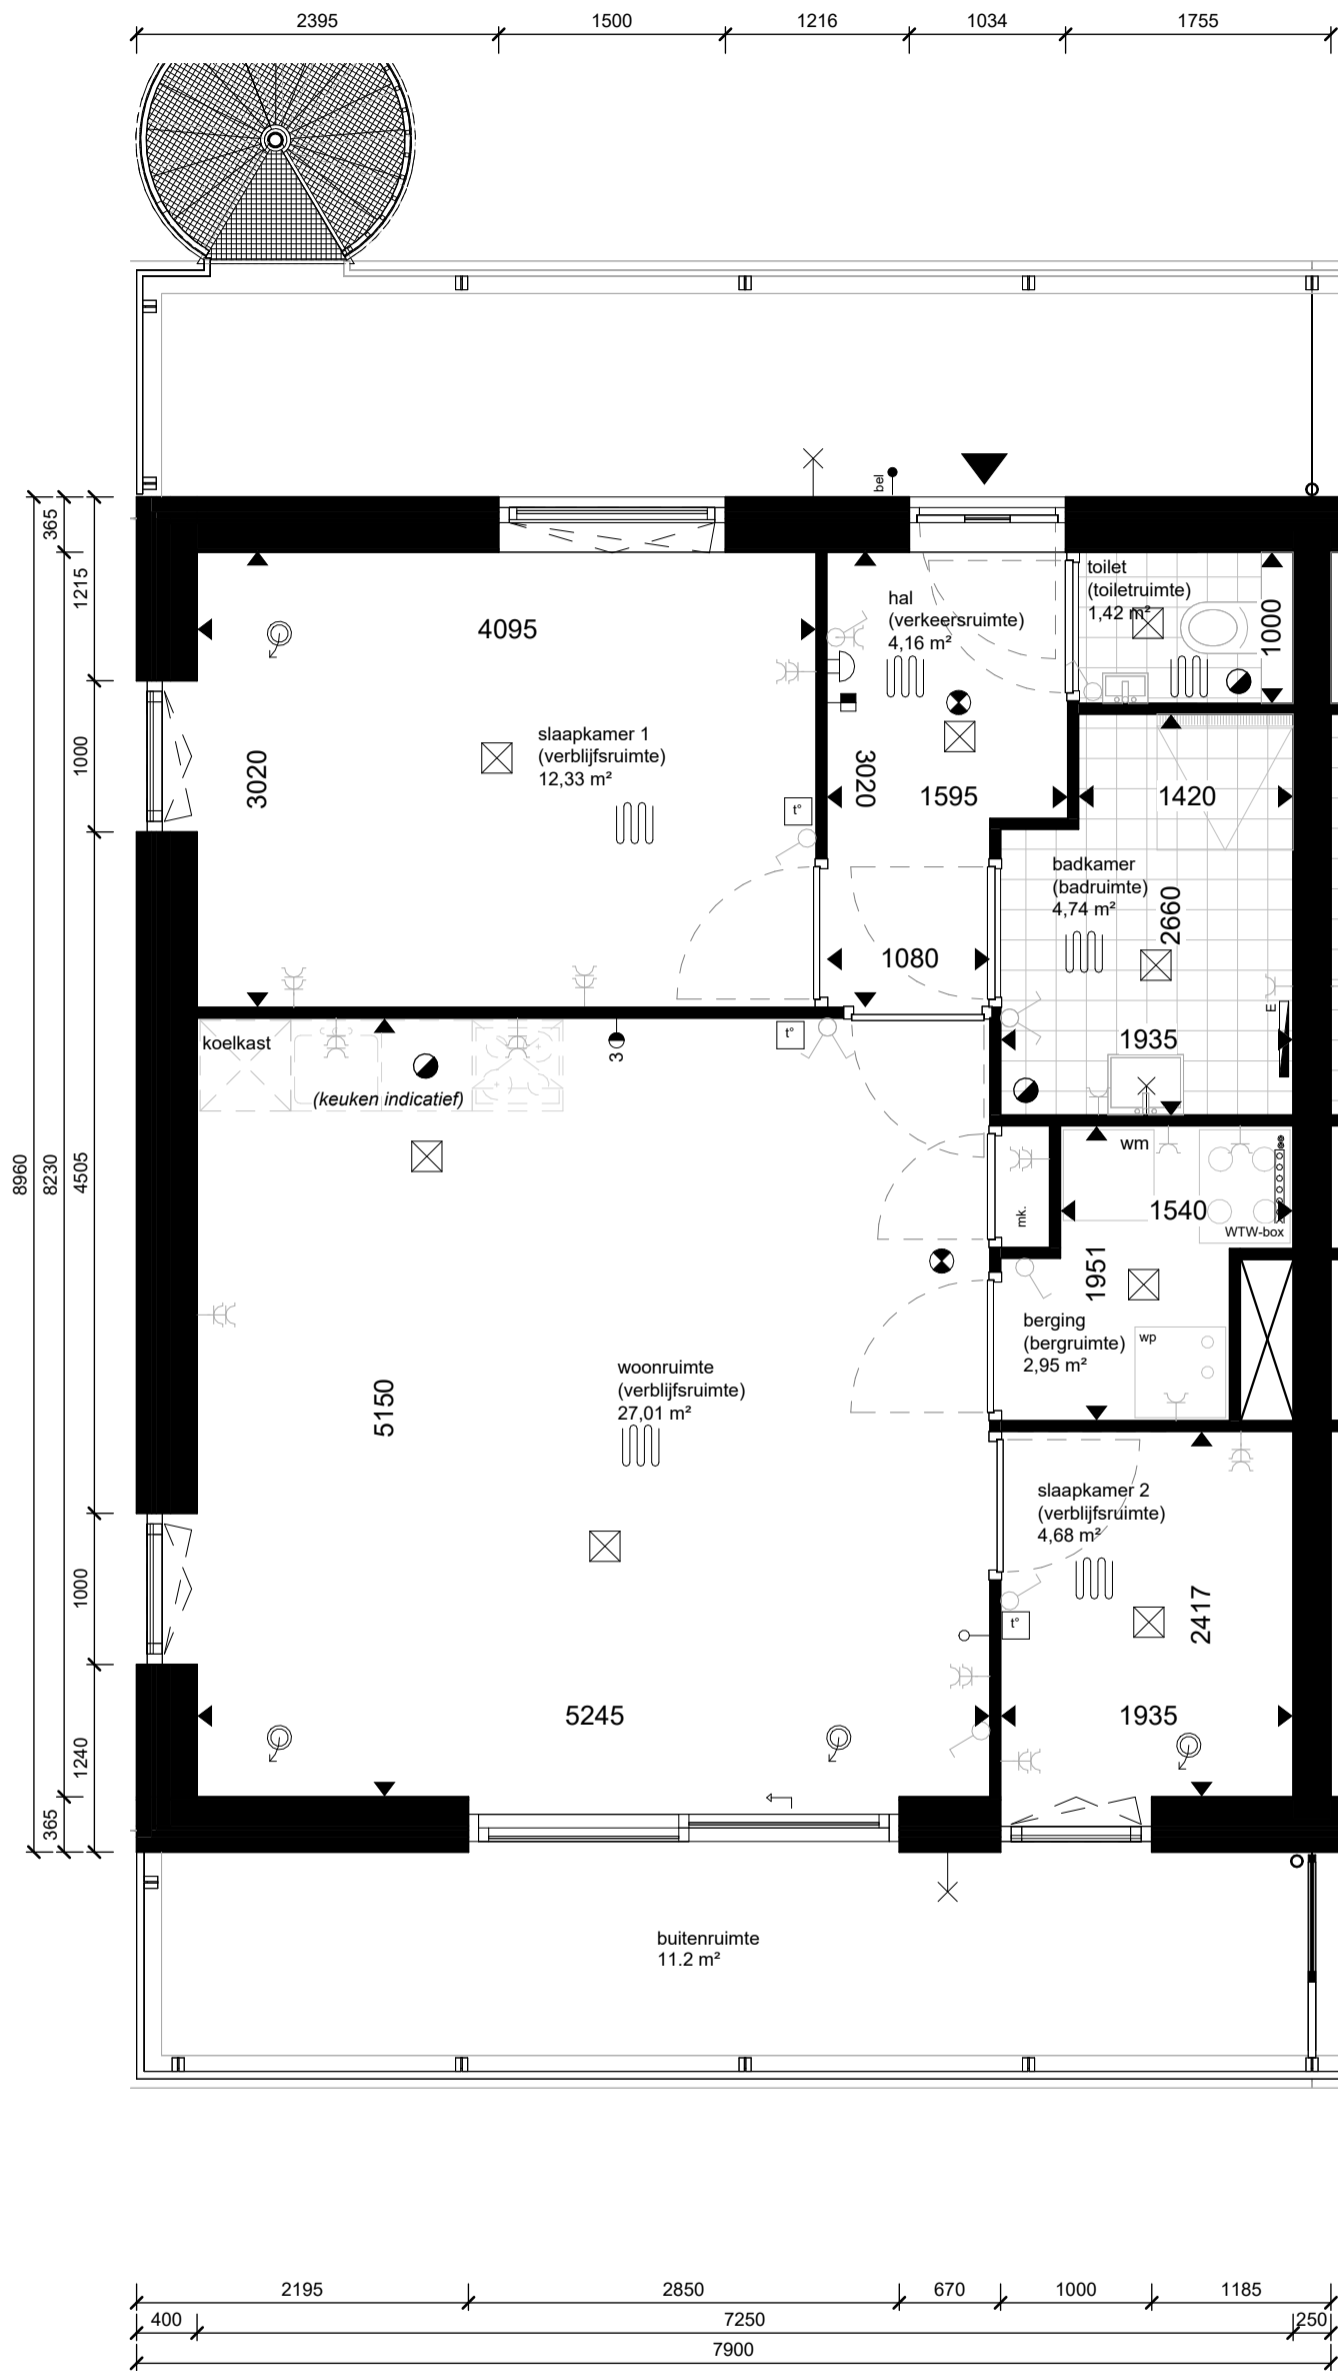 2395 1500 1216 1034 1755
bel
365
1215
1000
4505
1000
1240
365
8230
8960
toilet
(toiletruimte)
1,42 m²
1000
hal
(verkeersruimte)
4,16 m²
4095
slaapkamer 1
(verblijfsruimte)
12,33 m²
3020
3020
1595
1420
t°
badkamer
(badruimte)
4,74 m²
2660
1080
1935
E
koelkast
(keuken indicatief)
3
t°
wm
1540
WTW-box
mk.
1951
berging
(bergruimte)
2,95 m²
wp
woonruimte
(verblijfsruimte)
27,01 m²
5150
slaapkamer 2
(verblijfsruimte)
4,68 m²
2417
t°
5245
1935
buitenruimte
11.2 m²
2195 2850 670 1000 1185
400 7250 250
7900